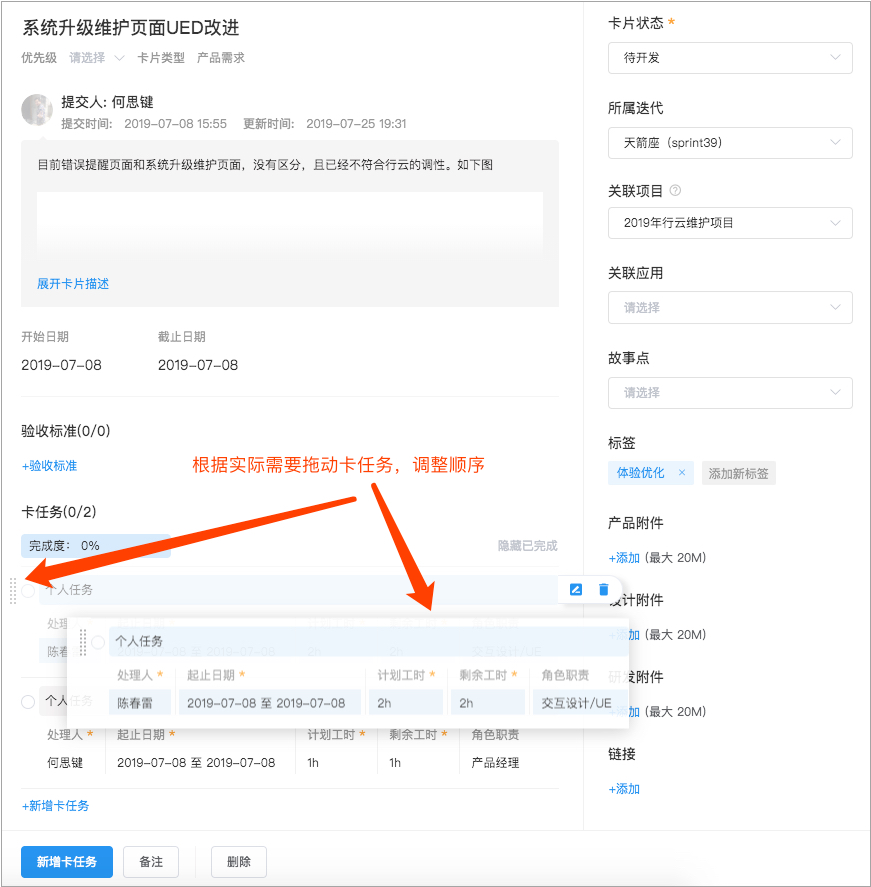 系统升级维护页面UED改进
优先级 请选择 卡片类型 产品需求
提交人: 何思键
提交时间: 2019-07-08 15:55 更新时间: 2019-07-25 19:31
目前错误提醒页面和系统升级维护页面，没有区分，且已经不符合行云的调性。如下图
展开卡片描述
开始日期 截止日期
2019-07-08 2019-07-08
验收标准(0/0)
+验收标准
根据实际需要拖动卡任务，调整顺序
卡任务(0/2)
完成度: 0% 隐藏已完成
个人任务
处理
陈春
个人任务
处理人* 起止日期* 计划工时* 剩余工时* 角色职责
陈春雷 2019-07-08 至 2019-07-08 2h 2h 交互设计/UE
个人任务
处理人* 起止日期* 计划工时* 剩余工时* 角色职责
何思键 2019-07-08 至 2019-07-08 1h 1h 产品经理
+新增卡任务
新增卡任务 备注 删除
卡片状态*
待开发
所属迭代
天箭座（sprint39）
关联项目 ?
2019年行云维护项目
关联应用
请选择
故事点
请选择
标签
体验优化 × 添加新标签
产品附件
+添加 (最大 20M)
设计附件
+添加 (最大 20M)
研发附件
+添加 (最大 20M)
链接
+添加